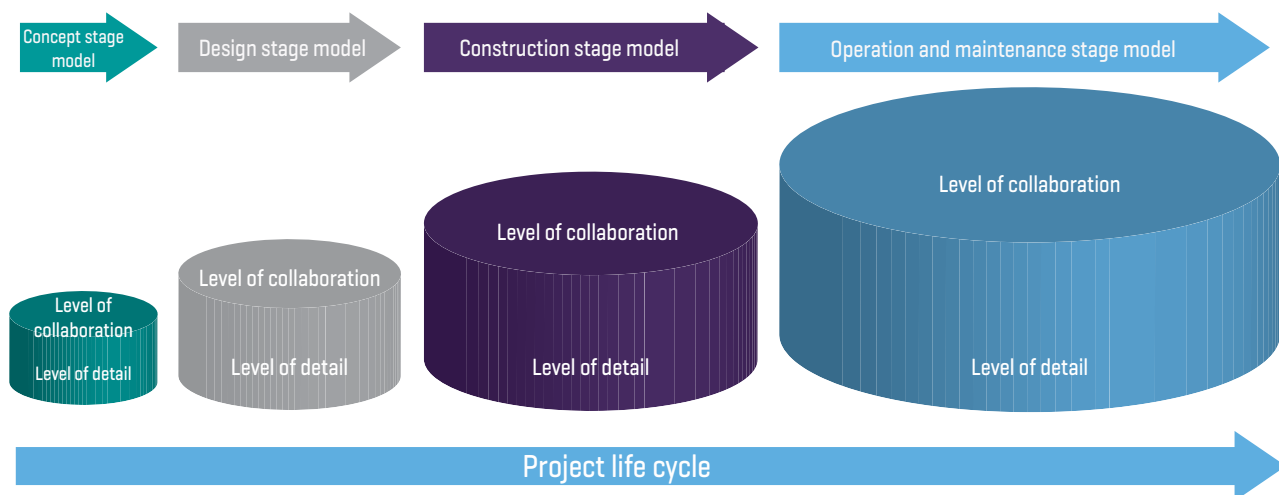 Concept stage
model
Design stage model
Construction stage model
Operation and maintenance stage model
Level of
collaboration
Level of detail
Level of collaboration
Level of detail
Level of collaboration
Level of detail
Level of collaboration
Level of detail
Project life cycle